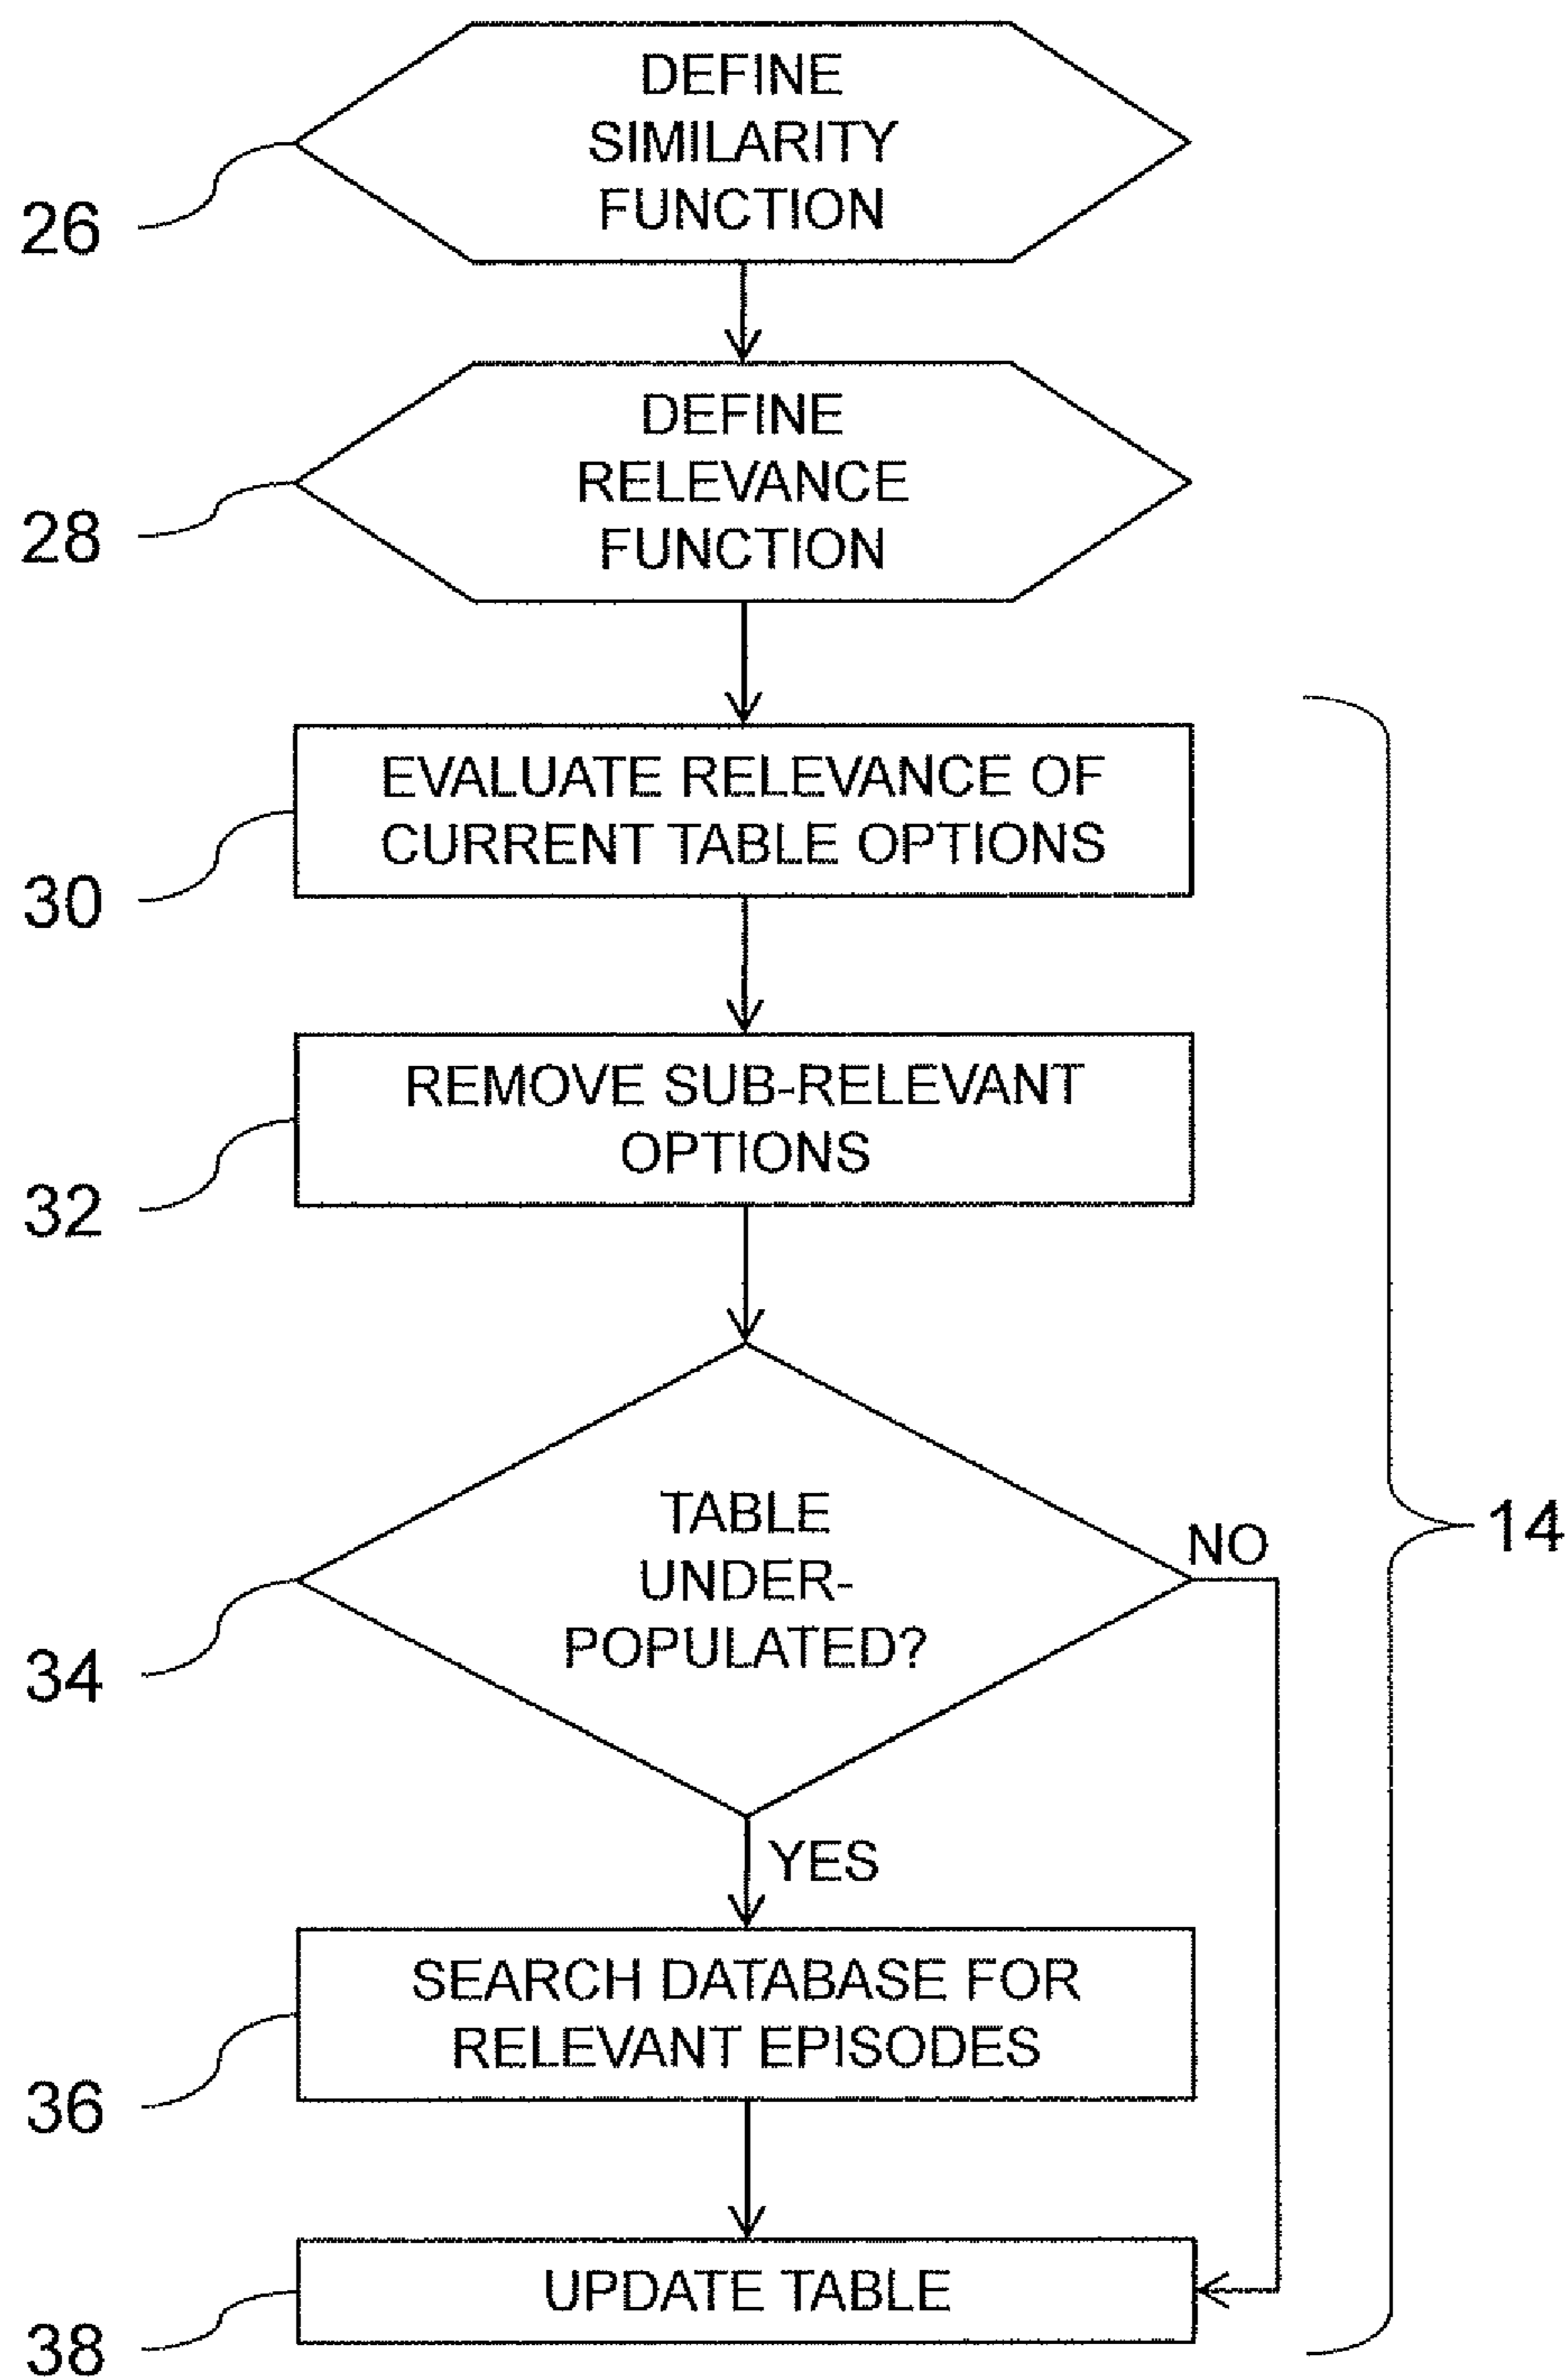 DEFINE
SIMILARITY
FUNCTION
26
DEFINE
RELEVANCE
FUNCTION
28
EVALUATE RELEVANCE OF
CURRENT TABLE OPTIONS
30
REMOVE SUB-RELEVANT
OPTIONS
32
TABLE
UNDER-
POPULATED?
NO
14
34
YES
SEARCH DATABASE FOR
RELEVANT EPISODES
36
UPDATE TABLE
38